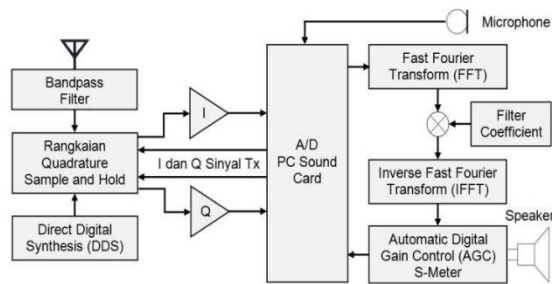 Microphone
Bandpass
Filter
I
Rangkaian
Quadrature
Sample and Hold
I dan Q Sinyal Tx
Q
Direct Digital
Synthesis (DDS)
A/D
PC Sound
Card
Fast Fourier
Transform (FFT)
Filter
Coefficient
Inverse Fast Fourier
Transform (IFFT)
Speaker
Automatic Digital
Gain Control (AGC)
S-Meter